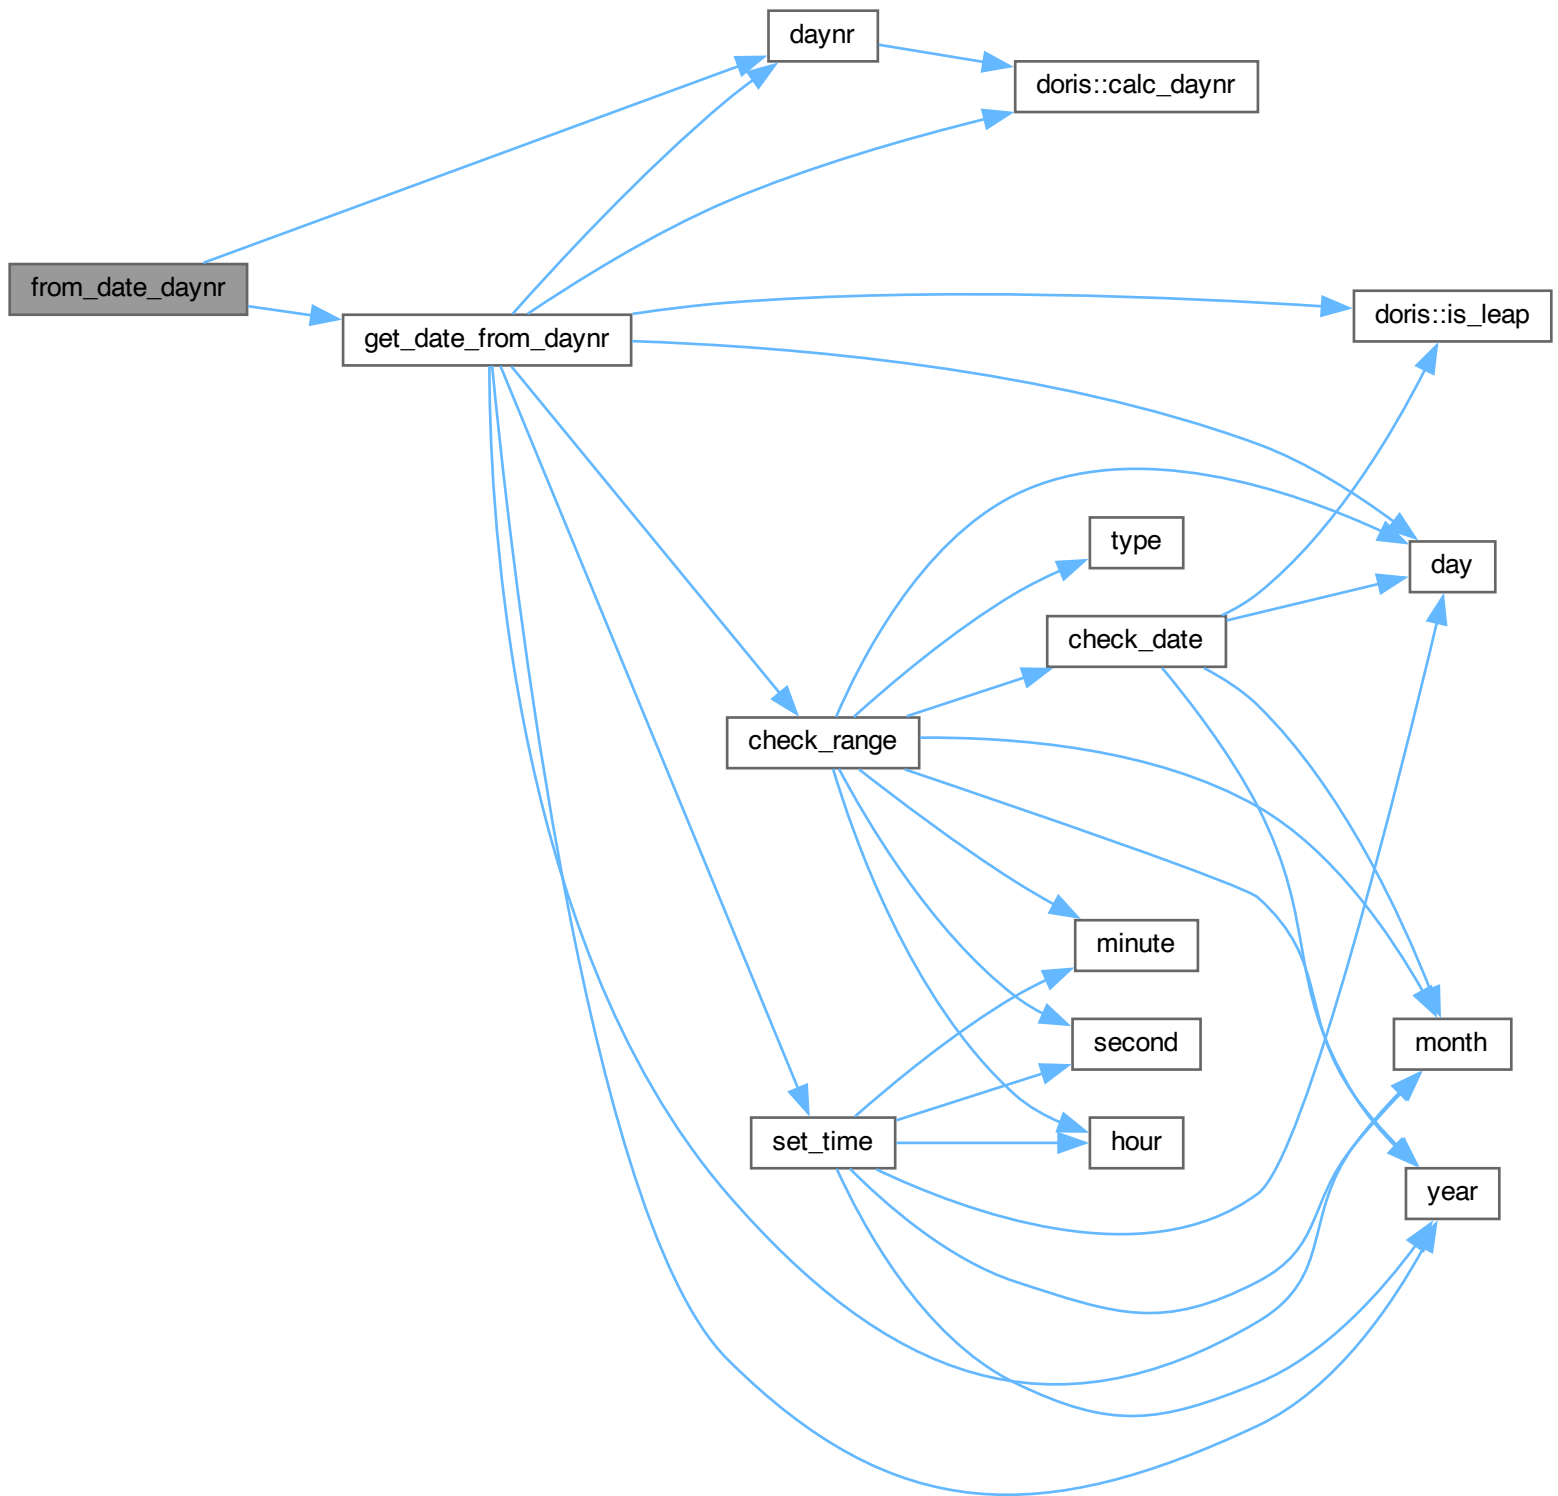 daynr
doris::calc_daynr
from_date_daynr
doris::is_leap
get_date_from_daynr
type
day
check_date
check_range
minute
second
month
set_time
hour
year